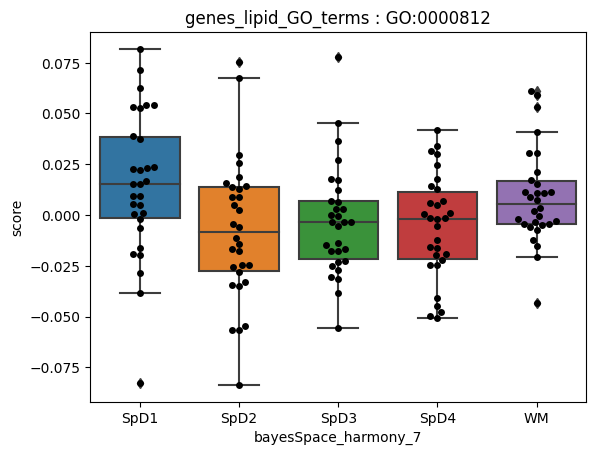 genes_lipid_GO_terms : GO:0000812
score
0.075
0.050
0.025
0.000
−0.025
−0.050
−0.075
SpD1 SpD2 SpD3 SpD4 WM
bayesSpace_harmony_7